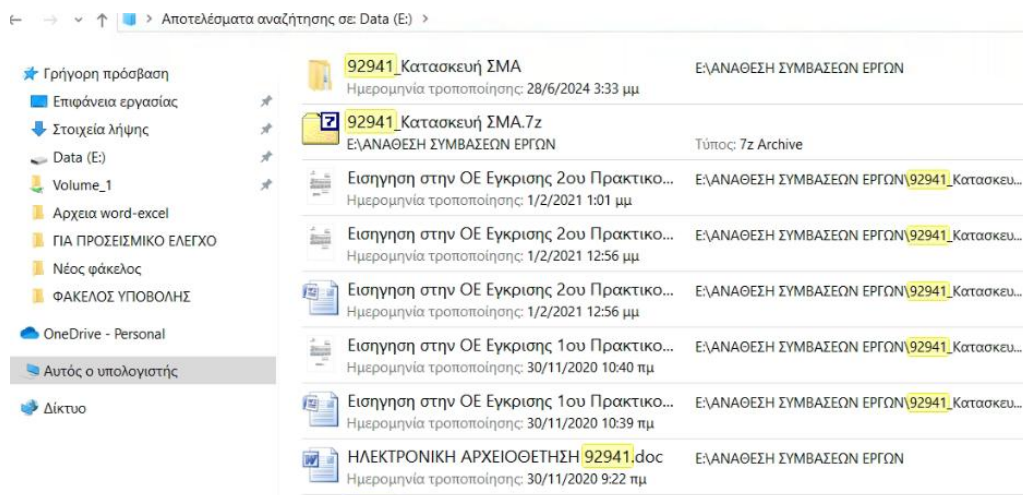 Αποτελέσματα αναζήτησης σε: Data (E:)
Γρήγορη πρόσβαση
Επιφάνεια εργασίας
Στοιχεία λήψης
Data (E:)
Volume_1
Αρχεια word-excel
ΓΙΑ ΠΡΟΣΕΙΣΜΙΚΟ ΕΛΕΓΧΟ
Νέος φάκελος
ΦΑΚΕΛΟΣ ΥΠΟΒΟΛΗΣ
OneDrive - Personal
Αυτός ο υπολογιστής
Δίκτυο
92941_Κατασκευή ΣΜΑ E:\ΑΝΑΘΕΣΗ ΣΥΜΒΑΣΕΩΝ ΕΡΓΩΝ
Ημερομηνία τροποποίησης: 28/6/2024 3:33 μμ
92941_Κατασκευή ΣΜΑ.7z
E:\ΑΝΑΘΕΣΗ ΣΥΜΒΑΣΕΩΝ ΕΡΓΩΝ Τύπος: 7z Archive
Εισηγηση στην ΟΕ Εγκρισης 2ου Πρακτικο... E:\ΑΝΑΘΕΣΗ ΣΥΜΒΑΣΕΩΝ ΕΡΓΩΝ\92941_Κατασκευ...
Ημερομηνία τροποποίησης: 1/2/2021 1:01 μμ
Εισηγηση στην ΟΕ Εγκρισης 2ου Πρακτικο... E:\ΑΝΑΘΕΣΗ ΣΥΜΒΑΣΕΩΝ ΕΡΓΩΝ\92941_Κατασκευ...
Ημερομηνία τροποποίησης: 1/2/2021 12:56 μμ
Εισηγηση στην ΟΕ Εγκρισης 2ου Πρακτικο... E:\ΑΝΑΘΕΣΗ ΣΥΜΒΑΣΕΩΝ ΕΡΓΩΝ\92941_Κατασκευ...
Ημερομηνία τροποποίησης: 1/2/2021 12:56 μμ
Εισηγηση στην ΟΕ Εγκρισης 1ου Πρακτικο... E:\ΑΝΑΘΕΣΗ ΣΥΜΒΑΣΕΩΝ ΕΡΓΩΝ\92941_Κατασκευ...
Ημερομηνία τροποποίησης: 30/11/2020 10:40 πμ
Εισηγηση στην ΟΕ Εγκρισης 1ου Πρακτικο... E:\ΑΝΑΘΕΣΗ ΣΥΜΒΑΣΕΩΝ ΕΡΓΩΝ\92941_Κατασκευ...
Ημερομηνία τροποποίησης: 30/11/2020 10:39 πμ
ΗΛΕΚΤΡΟΝΙΚΗ ΑΡΧΕΙΟΘΕΤΗΣΗ 92941.doc E:\ΑΝΑΘΕΣΗ ΣΥΜΒΑΣΕΩΝ ΕΡΓΩΝ
Ημερομηνία τροποποίησης: 30/11/2020 9:22 πμ